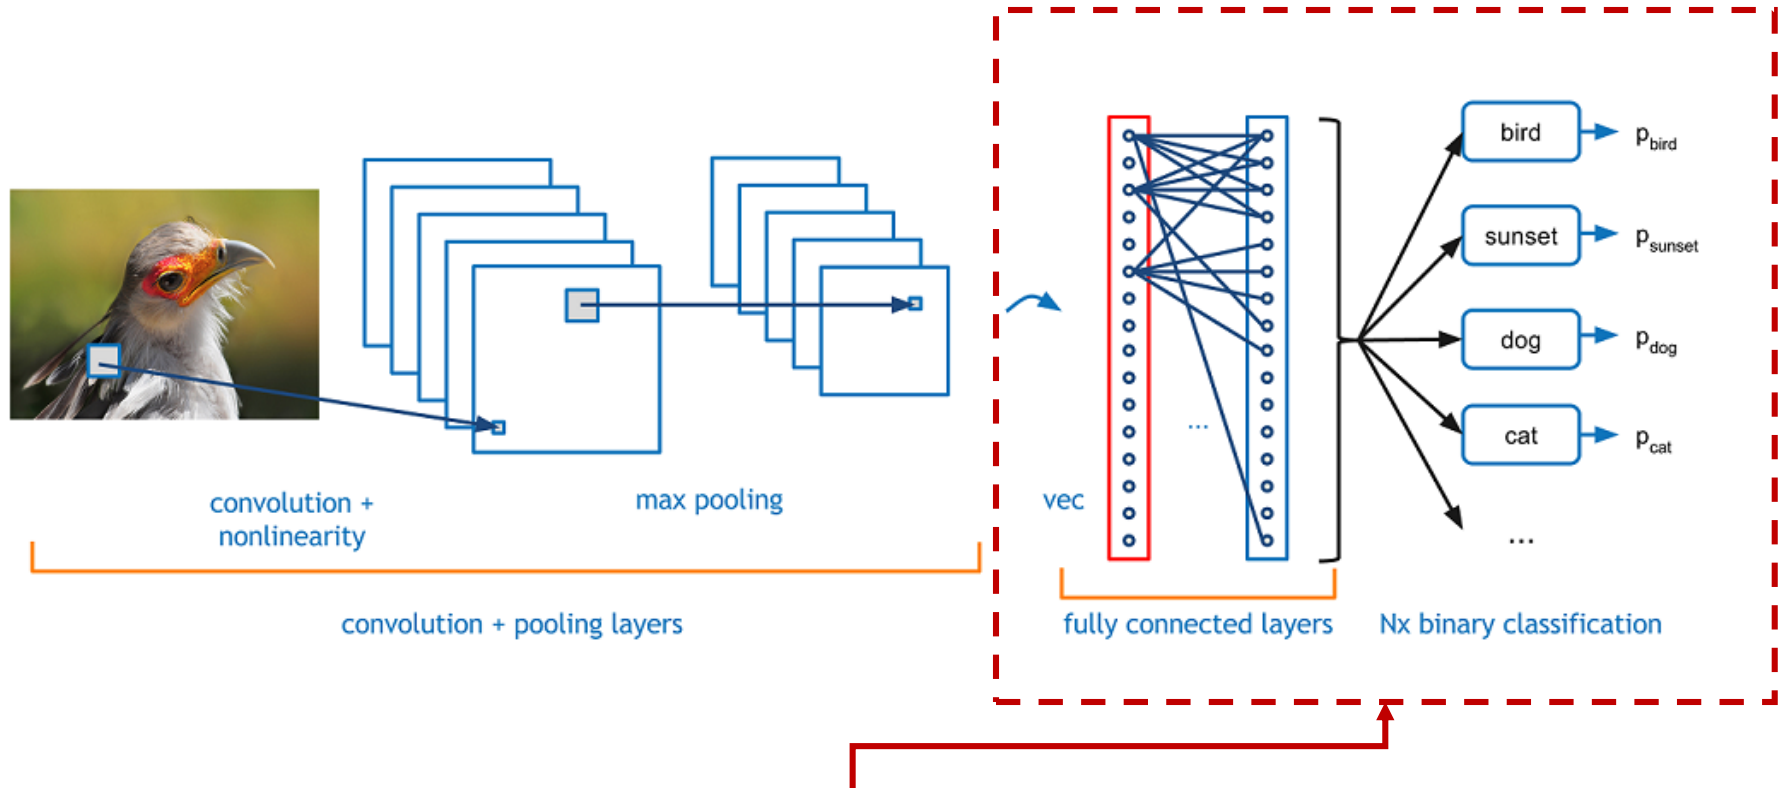 convolution +
nonlinearity
max pooling
convolution + pooling layers
vec
...
fully connected layers
bird
p_bird
sunset
p_sunset
dog
p_dog
cat
p_cat
...
Nx binary classification